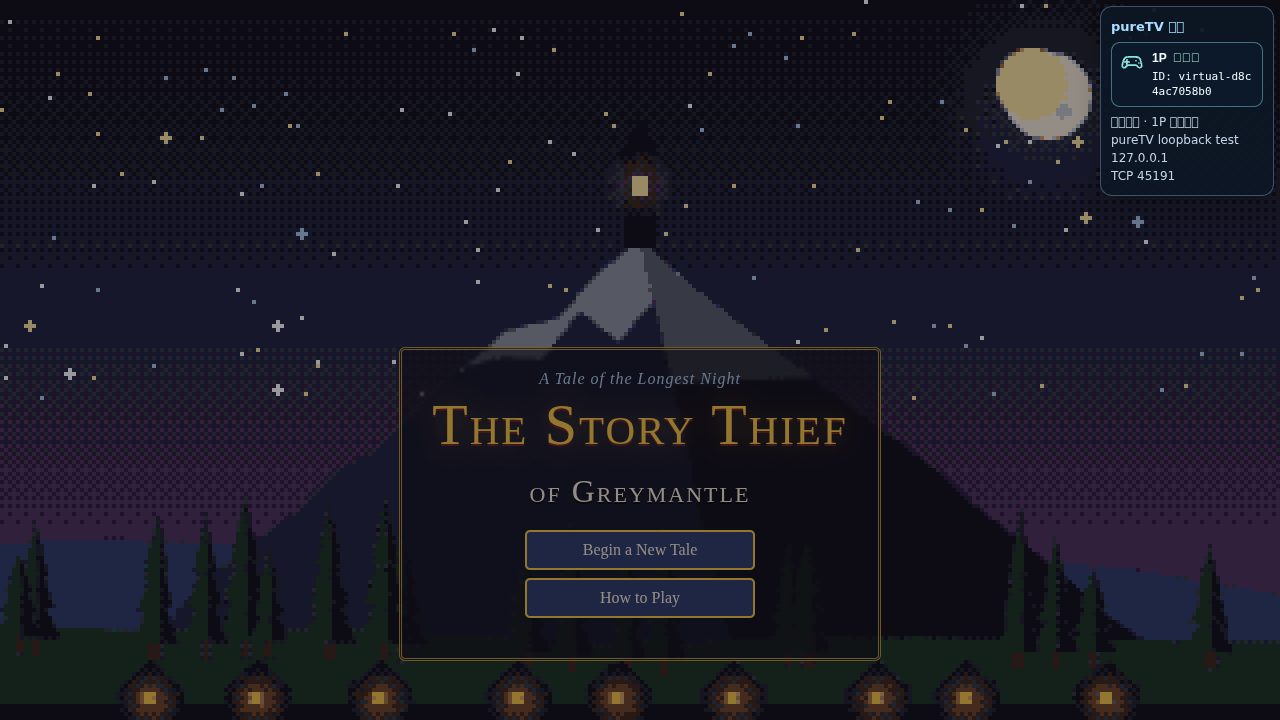 pureTV
1P
ID: virtual-d8c
4ac7058b0
· 1P
pureTV loopback test
127.0.0.1
TCP 45191
A Tale of the Longest Night
The Story Thief
of Greymantle
Begin a New Tale
How to Play